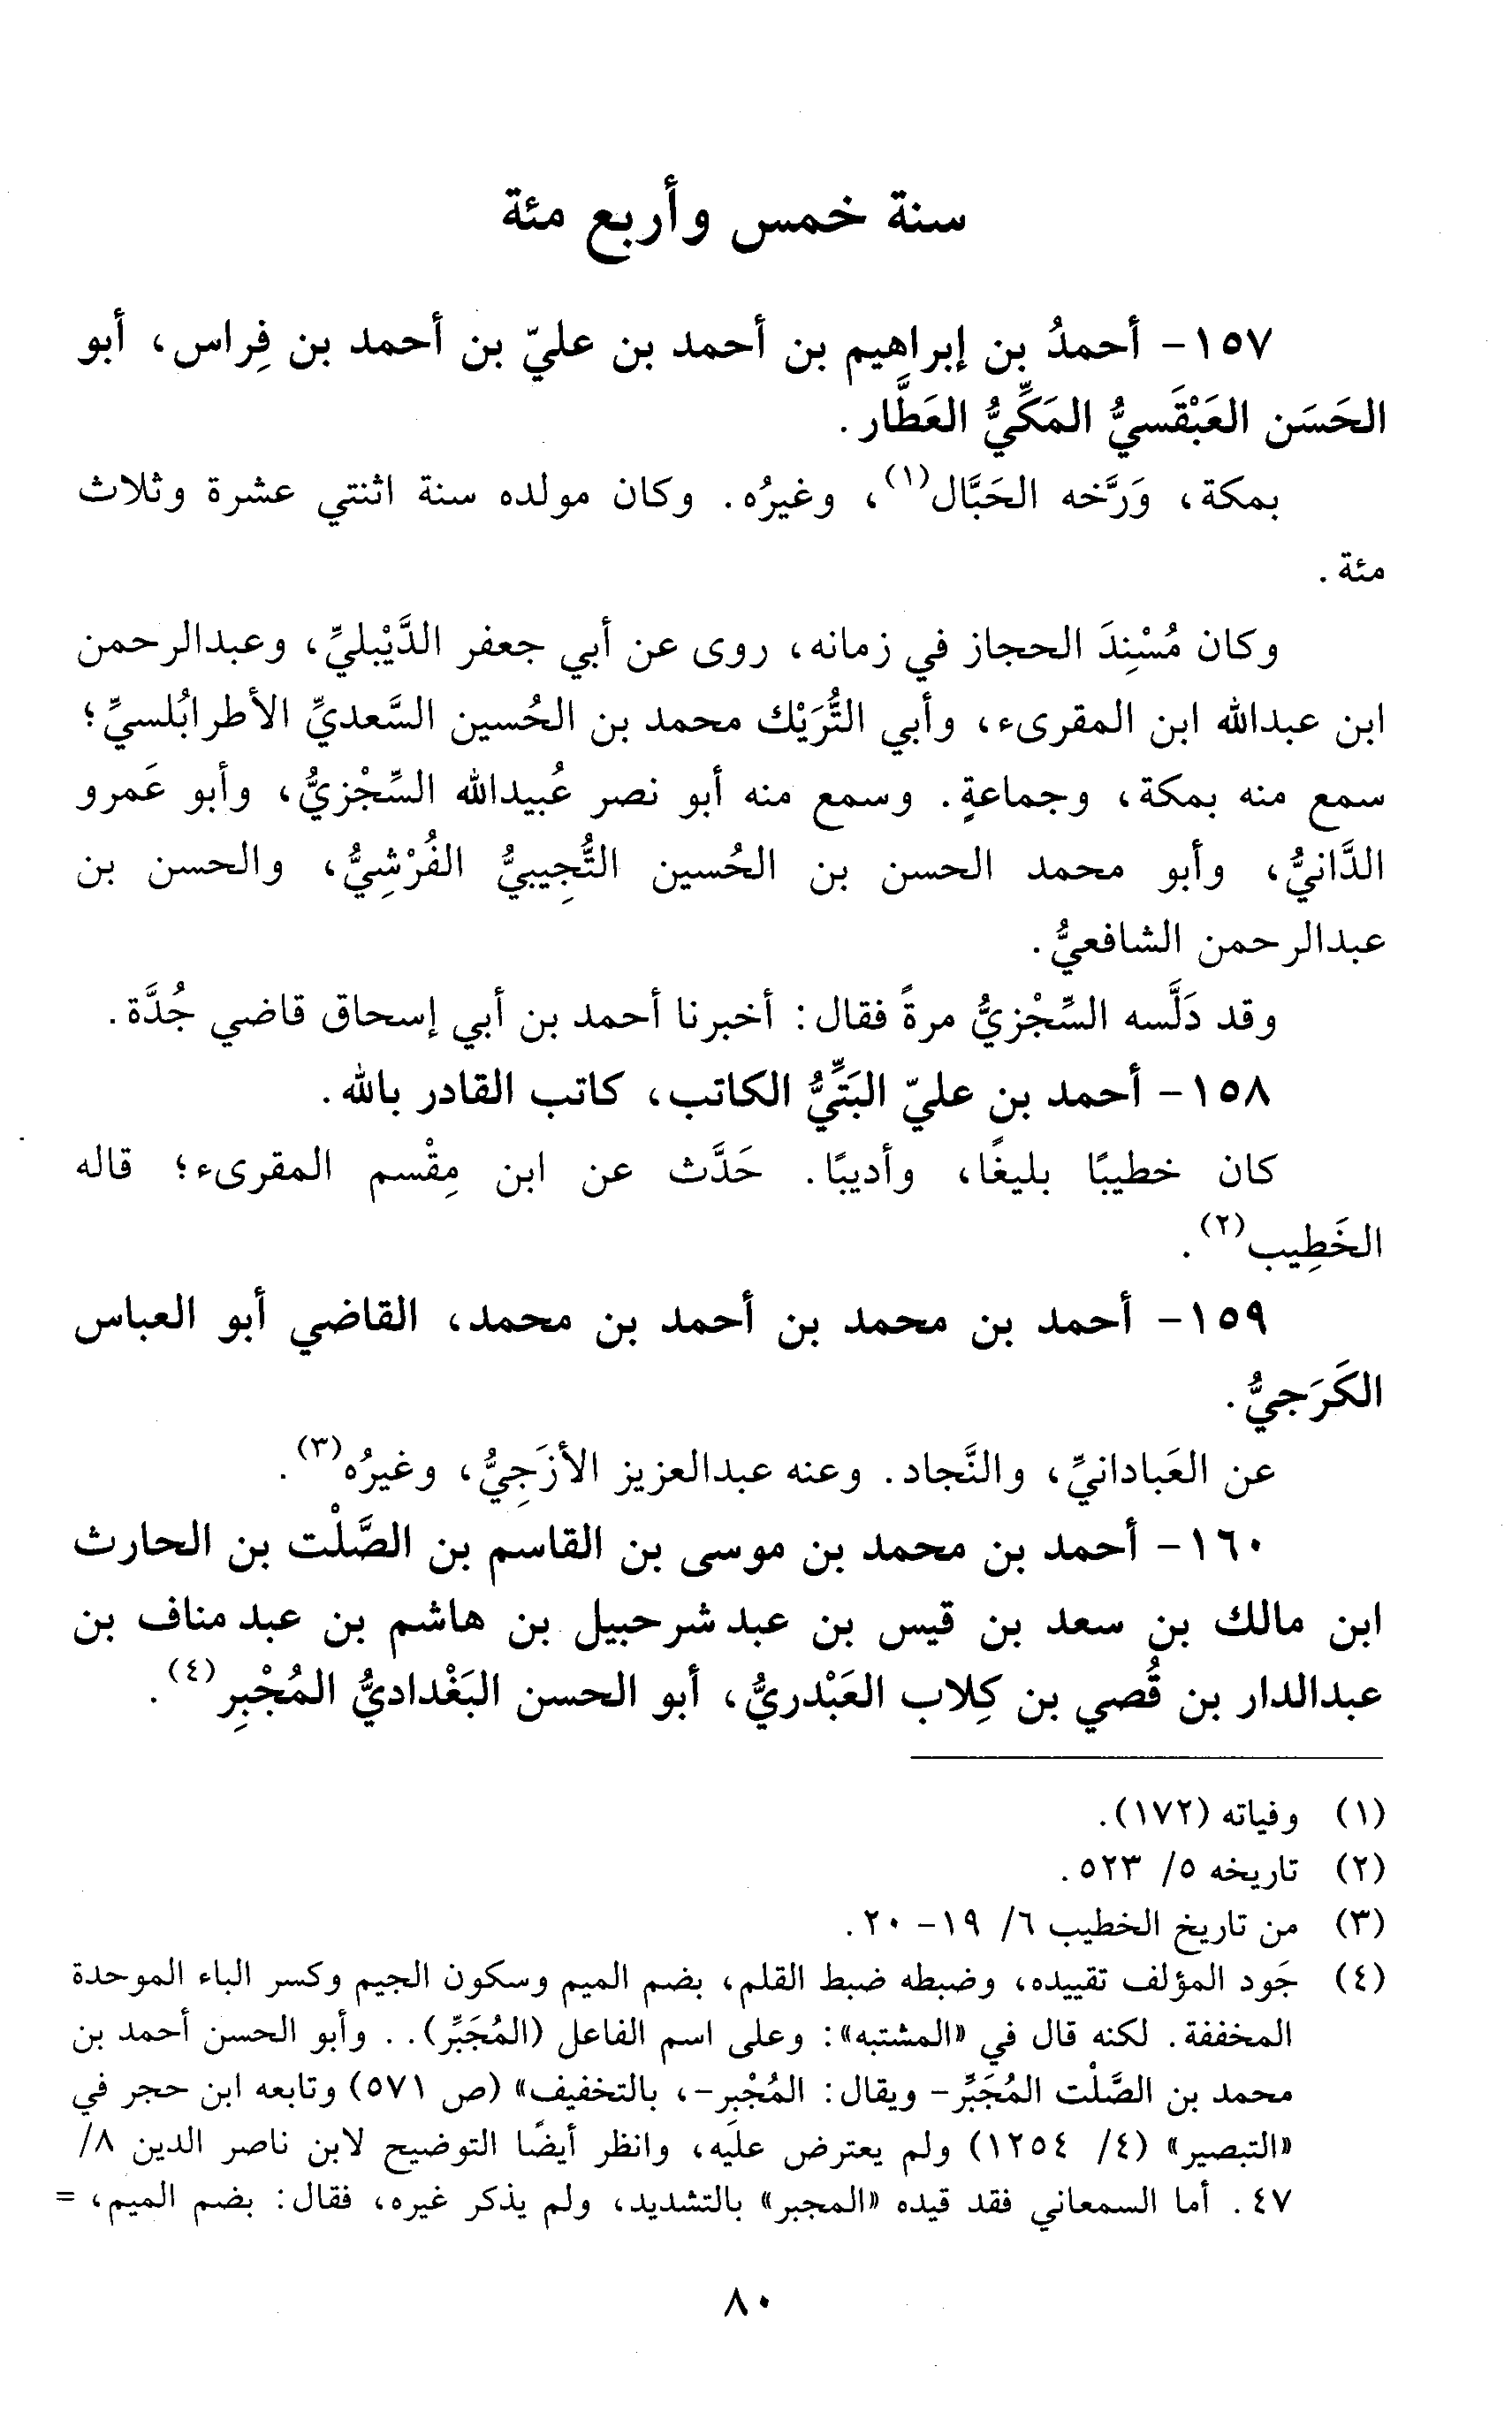 سنة خمس وأربع مئة
١٥٧- أحمدُ بن إبراهيم بن أحمد بن عليّ بن أحمد بن فِراس، أبو
الحَسَن العَبْقَسيُّ المَكِّيُّ العَطَّار.
بمكة، وَرَّخه الحَبَّال(١)، وغيرُه. وكان مولده سنة اثنتي عشرة وثلاث
مئة.
وكان مُسْنِدَ الحجاز في زمانه، روى عن أبي جعفر الدَّيْبليِّ، وعبدالرحمن
ابن عبدالله ابن المقرىء، وأبي التُّرَيْك محمد بن الحُسين السَّعديِّ الأطرابُلسيِّ؛
سمع منه بمكة، وجماعةٍ. وسمع منه أبو نصر عُبيدالله السِّجْزيُّ، وأبو عَمرو
الدَّانيُّ، وأبو محمد الحسن بن الحُسين التُّجِيبيُّ الفُرْشِيُّ، والحسن بن
عبدالرحمن الشافعيُّ.
وقد دَلَّسه السِّجْزيُّ مرةً فقال: أخبرنا أحمد بن أبي إسحاق قاضي جُدَّة.
١٥٨- أحمد بن عليّ البَتِّيُّ الكاتب، كاتب القادر بالله.
كان خطيبًا بليغًا، وأديبًا. حَدَّث عن ابن مِقْسم المقرىء؛ قاله
الخَطِيب(٢).
١٥٩- أحمد بن محمد بن أحمد بن محمد، القاضي أبو العباس
الكَرَجيُّ.
عن العَبادانيِّ، والنَّجاد. وعنه عبدالعزيز الأزَجِيُّ، وغيرُه(٣).
١٦٠- أحمد بن محمد بن موسى بن القاسم بن الصَّلْت بن الحارث
ابن مالك بن سعد بن قيس بن عبد شرحبيل بن هاشم بن عبد مناف بن
عبدالدار بن قُصي بن كِلاب العَبْدريُّ، أبو الحسن البَغْداديُّ المُجْبِر(٤).
(١) وفياته (١٧٢).
(٢) تاريخه ٥/ ٥٢٣.
(٣) من تاريخ الخطيب ٦/ ١٩- ٢٠.
(٤) جَود المؤلف تقييده، وضبطه ضبط القلم، بضم الميم وسكون الجيم وكسر الباء الموحدة
المخففة. لكنه قال في «المشتبه»: وعلى اسم الفاعل (المُجَبِّر).. وأبو الحسن أحمد بن
محمد بن الصَّلْت المُجَبِّر- ويقال: المُجْبر-، بالتخفيف» (ص ٥٧١) وتابعه ابن حجر في
«التبصير» (٤/ ١٢٥٤) ولم يعترض عليه، وانظر أيضًا التوضيح لابن ناصر الدين ٨/
٤٧. أما السمعاني فقد قيده «المجبر» بالتشديد، ولم يذكر غيره، فقال: بضم الميم، =
٨٠